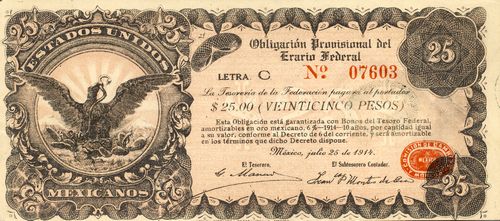 ESTADOS UNIDOS
MEXICANOS
25
Obligación Provisional del
Erario Federal
25
LETRA C Nº 07603
La Tesorería de la Federación pagará al portador
$ 25.00 (VEINTICINCO PESOS)
Esta Obligación está garantizada con Bonos del Tesoro Federal,
amortizables en oro mexicano, 6%-1914-10 años, por cantidad igual a
su valor, conforme al Decreto de 6 del corriente, y será amortizable
en los términos que dicho Decreto dispone.
México, julio 25 de 1914.
El Tesorero, El Subtesorero Contador,
MEXICO
25
25